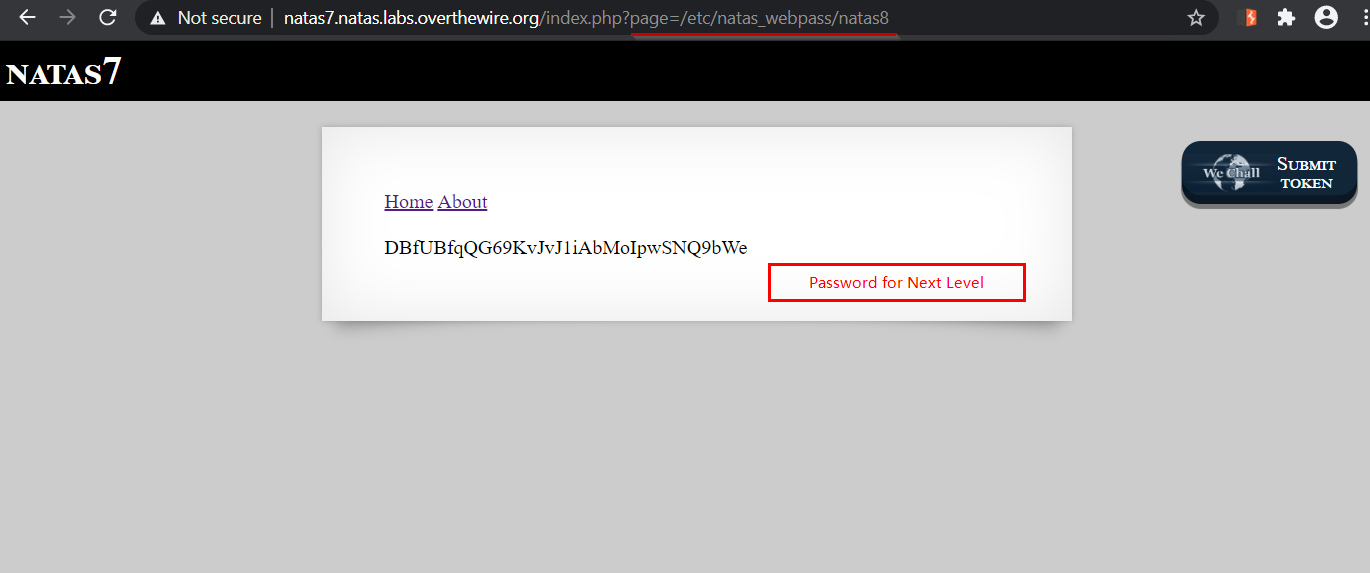 Not secure | natas7.natas.labs.overthewire.org/index.php?page=/etc/natas_webpass/natas8
NATAS7
We Chall SUBMIT TOKEN
Home About
DBfUBfqQG69KvJvJ1iAbMoIpwSNQ9bWe
Password for Next Level